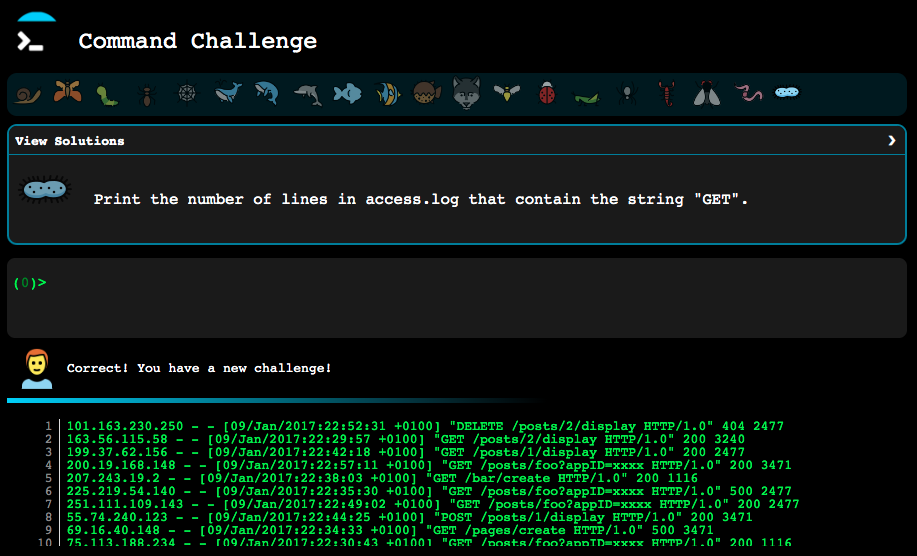 Command Challenge
View Solutions
Print the number of lines in access.log that contain the string "GET".
(0)>
Correct! You have a new challenge!
1 101.163.230.250 - - [09/Jan/2017:22:52:31 +0100] "DELETE /posts/2/display HTTP/1.0" 404 2477
2 163.56.115.58 - - [09/Jan/2017:22:29:57 +0100] "GET /posts/2/display HTTP/1.0" 200 3240
3 199.37.62.156 - - [09/Jan/2017:22:42:18 +0100] "GET /posts/1/display HTTP/1.0" 200 2477
4 200.19.168.148 - - [09/Jan/2017:22:57:11 +0100] "GET /posts/foo?appID=xxxx HTTP/1.0" 200 3471
5 207.243.19.2 - - [09/Jan/2017:22:38:03 +0100] "GET /bar/create HTTP/1.0" 200 1116
6 225.219.54.140 - - [09/Jan/2017:22:35:30 +0100] "GET /posts/foo?appID=xxxx HTTP/1.0" 500 2477
7 251.111.109.143 - - [09/Jan/2017:22:49:02 +0100] "GET /posts/foo?appID=xxxx HTTP/1.0" 200 2477
8 55.74.240.123 - - [09/Jan/2017:22:44:25 +0100] "POST /posts/1/display HTTP/1.0" 200 3471
9 69.16.40.148 - - [09/Jan/2017:22:34:33 +0100] "GET /pages/create HTTP/1.0" 500 3471
10 75.113.188.234 - - [09/Jan/2017:22:30:43 +0100] "GET /posts/foo?appID=xxxx HTTP/1.0" 200 1116